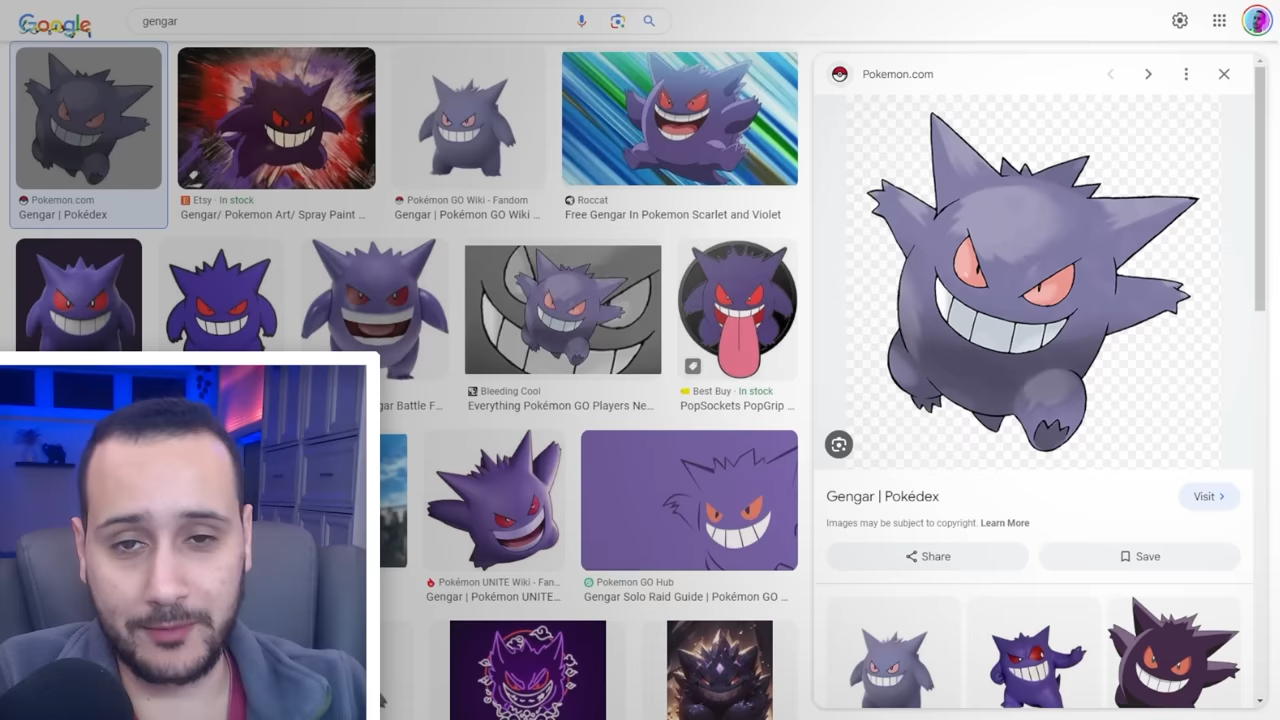 Google
gengar
Pokemon.com
Pokemon.com
Gengar | Pokédex
Etsy · In stock
Gengar/ Pokemon Art/ Spray Paint ...
Pokémon GO Wiki - Fandom
Gengar | Pokémon GO Wiki ...
Roccat
Free Gengar In Pokemon Scarlet and Violet
gar Battle F...
Bleeding Cool
Everything Pokémon GO Players Ne...
Best Buy · In stock
PopSockets PopGrip ...
Gengar | Pokédex
Visit >
Images may be subject to copyright. Learn More
Share
Save
Pokémon UNITE Wiki - Fan...
Gengar | Pokémon UNITE...
Pokemon GO Hub
Gengar Solo Raid Guide | Pokémon GO ...